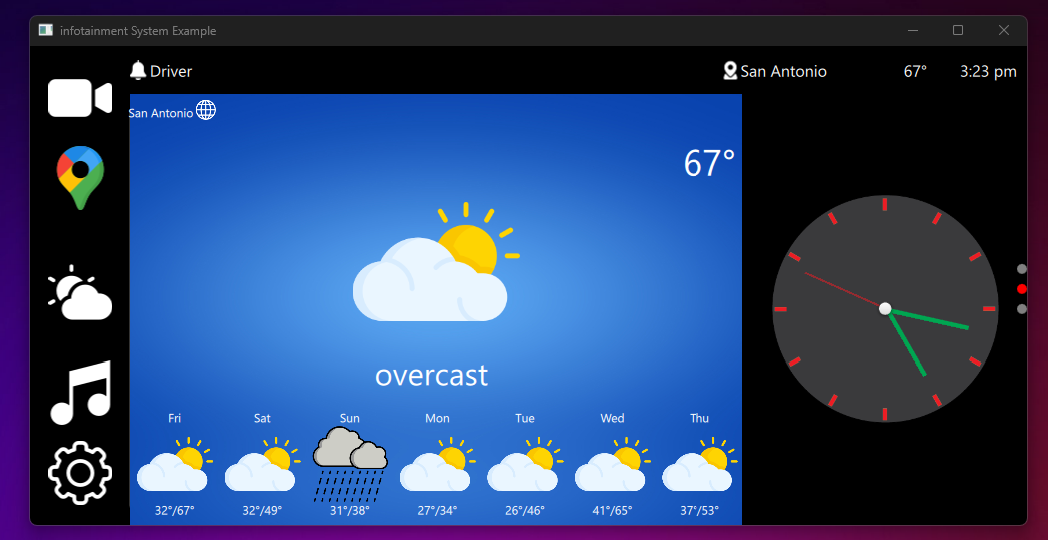 infotainment System Example
Driver San Antonio 67° 3:23 pm
San Antonio
67°
overcast
Fri Sat Sun Mon Tue Wed Thu
32°/67° 32°/49° 31°/38° 27°/34° 26°/46° 41°/65° 37°/53°